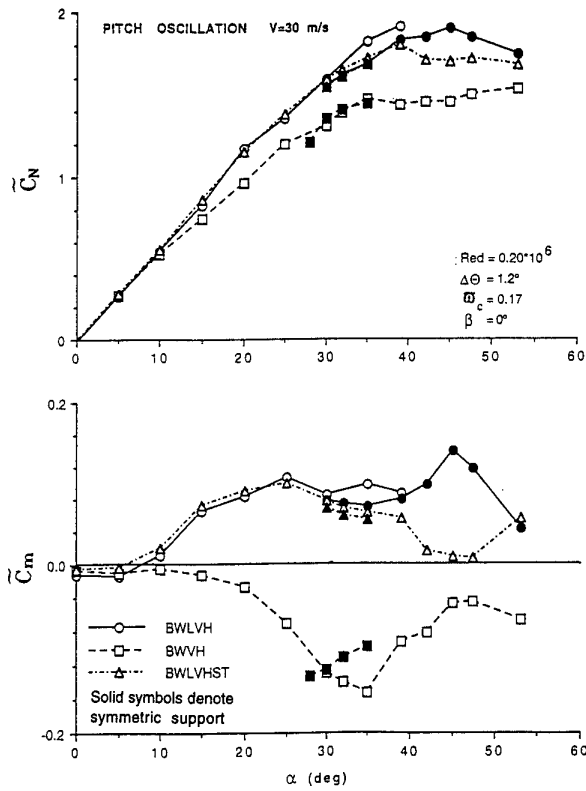 PITCH OSCILLATION V=30 m/s
2
1
0
C̃N
Red = 0.20*10 6
ΔΘ = 1.2°
ϖ c = 0.17
β = 0°
0 10 20 30 40 50 60
0.2
0.0
-0.2
C̃m
BWLVH
BWVH
BWLVHST
Solid symbols denote
symmetric support
0 10 20 30 40 50 60
α (deg)